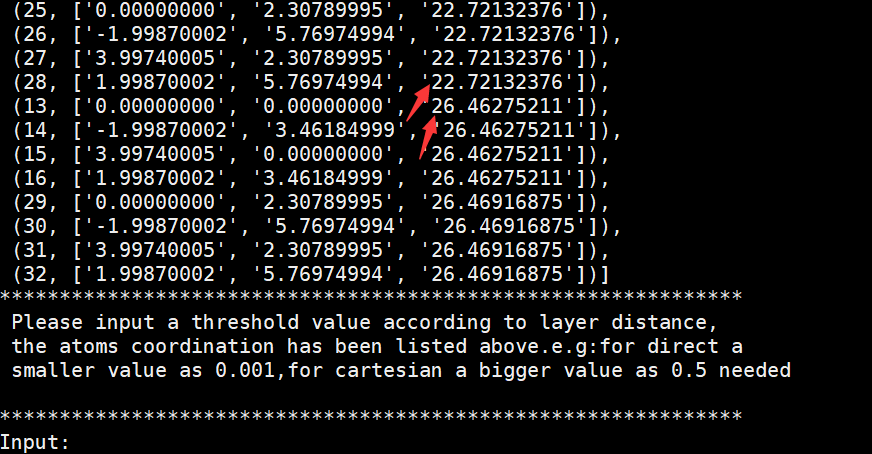 (25, ['0.00000000', '2.30789995', '22.72132376']),
(26, ['-1.99870002', '5.76974994', '22.72132376']),
(27, ['3.99740005', '2.30789995', '22.72132376']),
(28, ['1.99870002', '5.76974994', '22.72132376']),
(13, ['0.00000000', '0.00000000', '26.46275211']),
(14, ['-1.99870002', '3.46184999', '26.46275211']),
(15, ['3.99740005', '0.00000000', '26.46275211']),
(16, ['1.99870002', '3.46184999', '26.46275211']),
(29, ['0.00000000', '2.30789995', '26.46916875']),
(30, ['-1.99870002', '5.76974994', '26.46916875']),
(31, ['3.99740005', '2.30789995', '26.46916875']),
(32, ['1.99870002', '5.76974994', '26.46916875'])]
**************************************************************
Please input a threshold value according to layer distance,
the atoms coordination has been listed above.e.g:for direct a
smaller value as 0.001,for cartesian a bigger value as 0.5 needed
**************************************************************
Input: